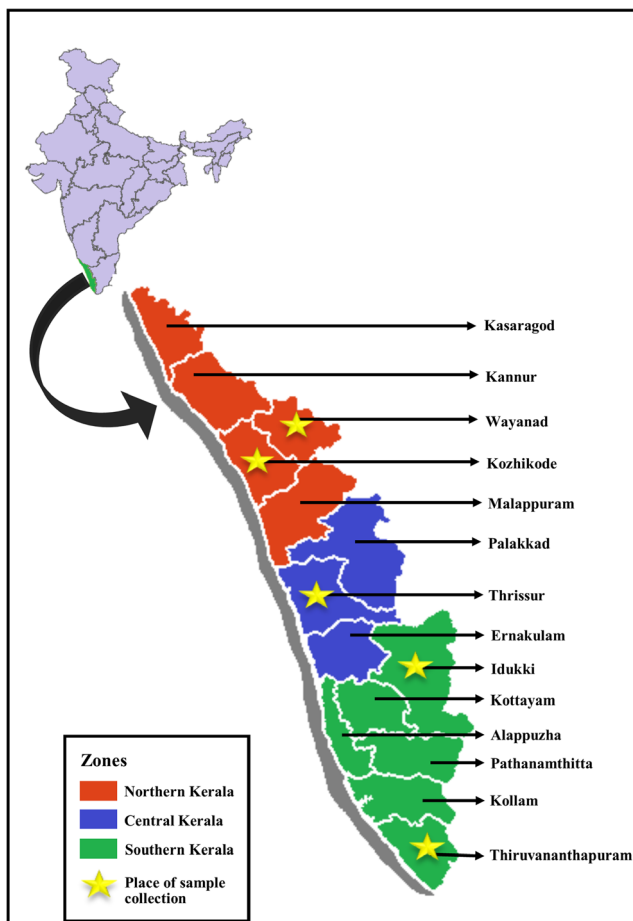 Kasaragod
Kannur
Wayanad
Kozhikode
Malappuram
Palakkad
Thrissur
Ernakulam
Idukki
Kottayam
Alappuzha
Pathanamthitta
Kollam
Thiruvananthapuram
Zones
Northern Kerala
Central Kerala
Southern Kerala
Place of sample
collection